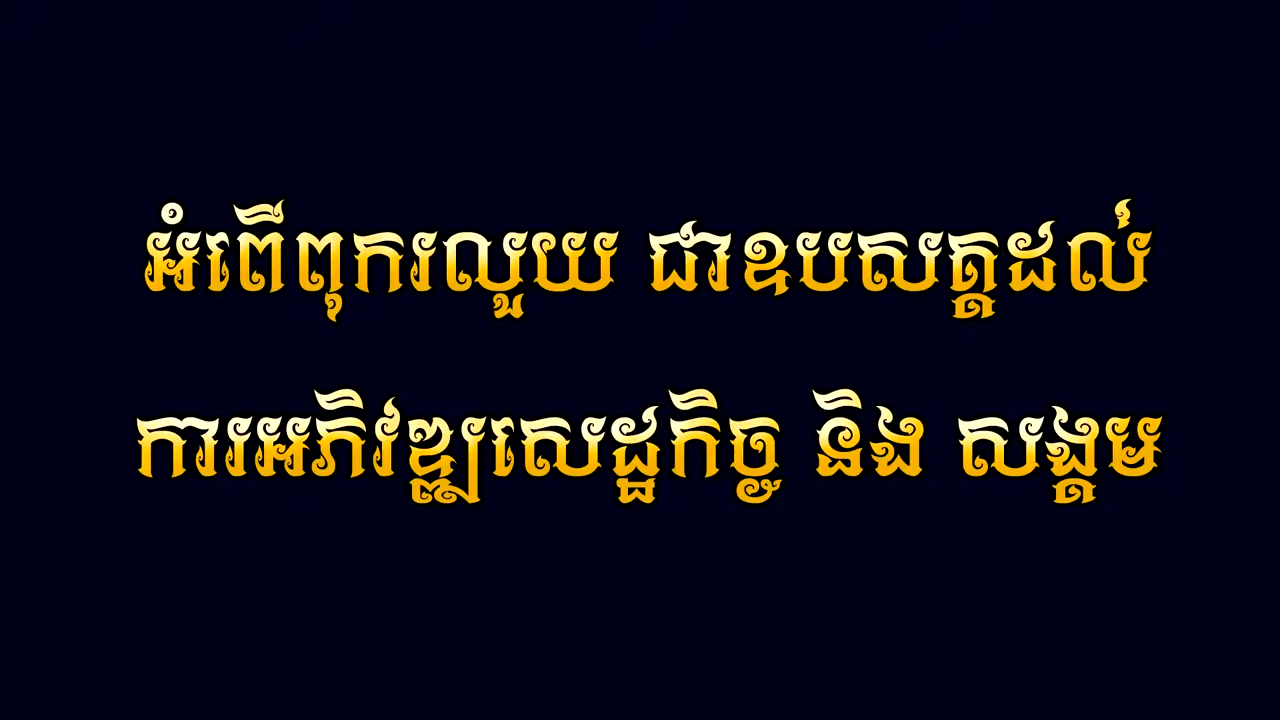 អំពើពុករលួយ ជាឧបសគ្គដល់
ការអភិវឌ្ឍសេដ្ឋកិច្ច និង សង្គម